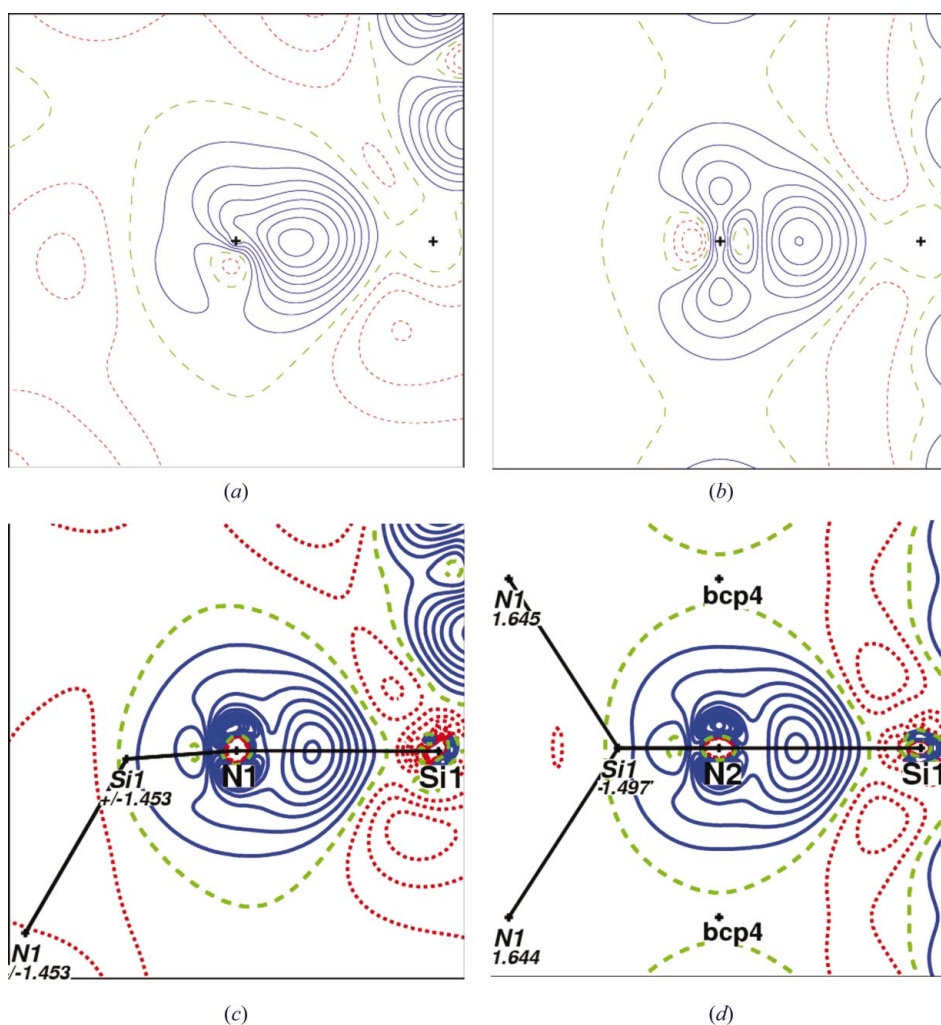 (a)
(b)
Si1
+/-1.453
N1
Si1
N1
/-1.453
N1
1.645
bcp4
Si1
-1.497'
N2
Si1
N1
1.644
bcp4
(c)
(d)